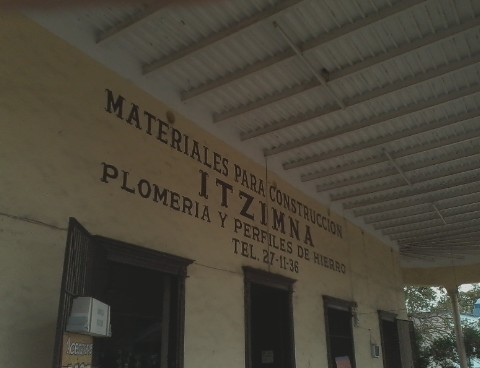 MATERIALES PARA CONSTRUCCION
ITZIMNA
PLOMERIA Y PERFILES DE HIERRO
TEL. 27-11-36